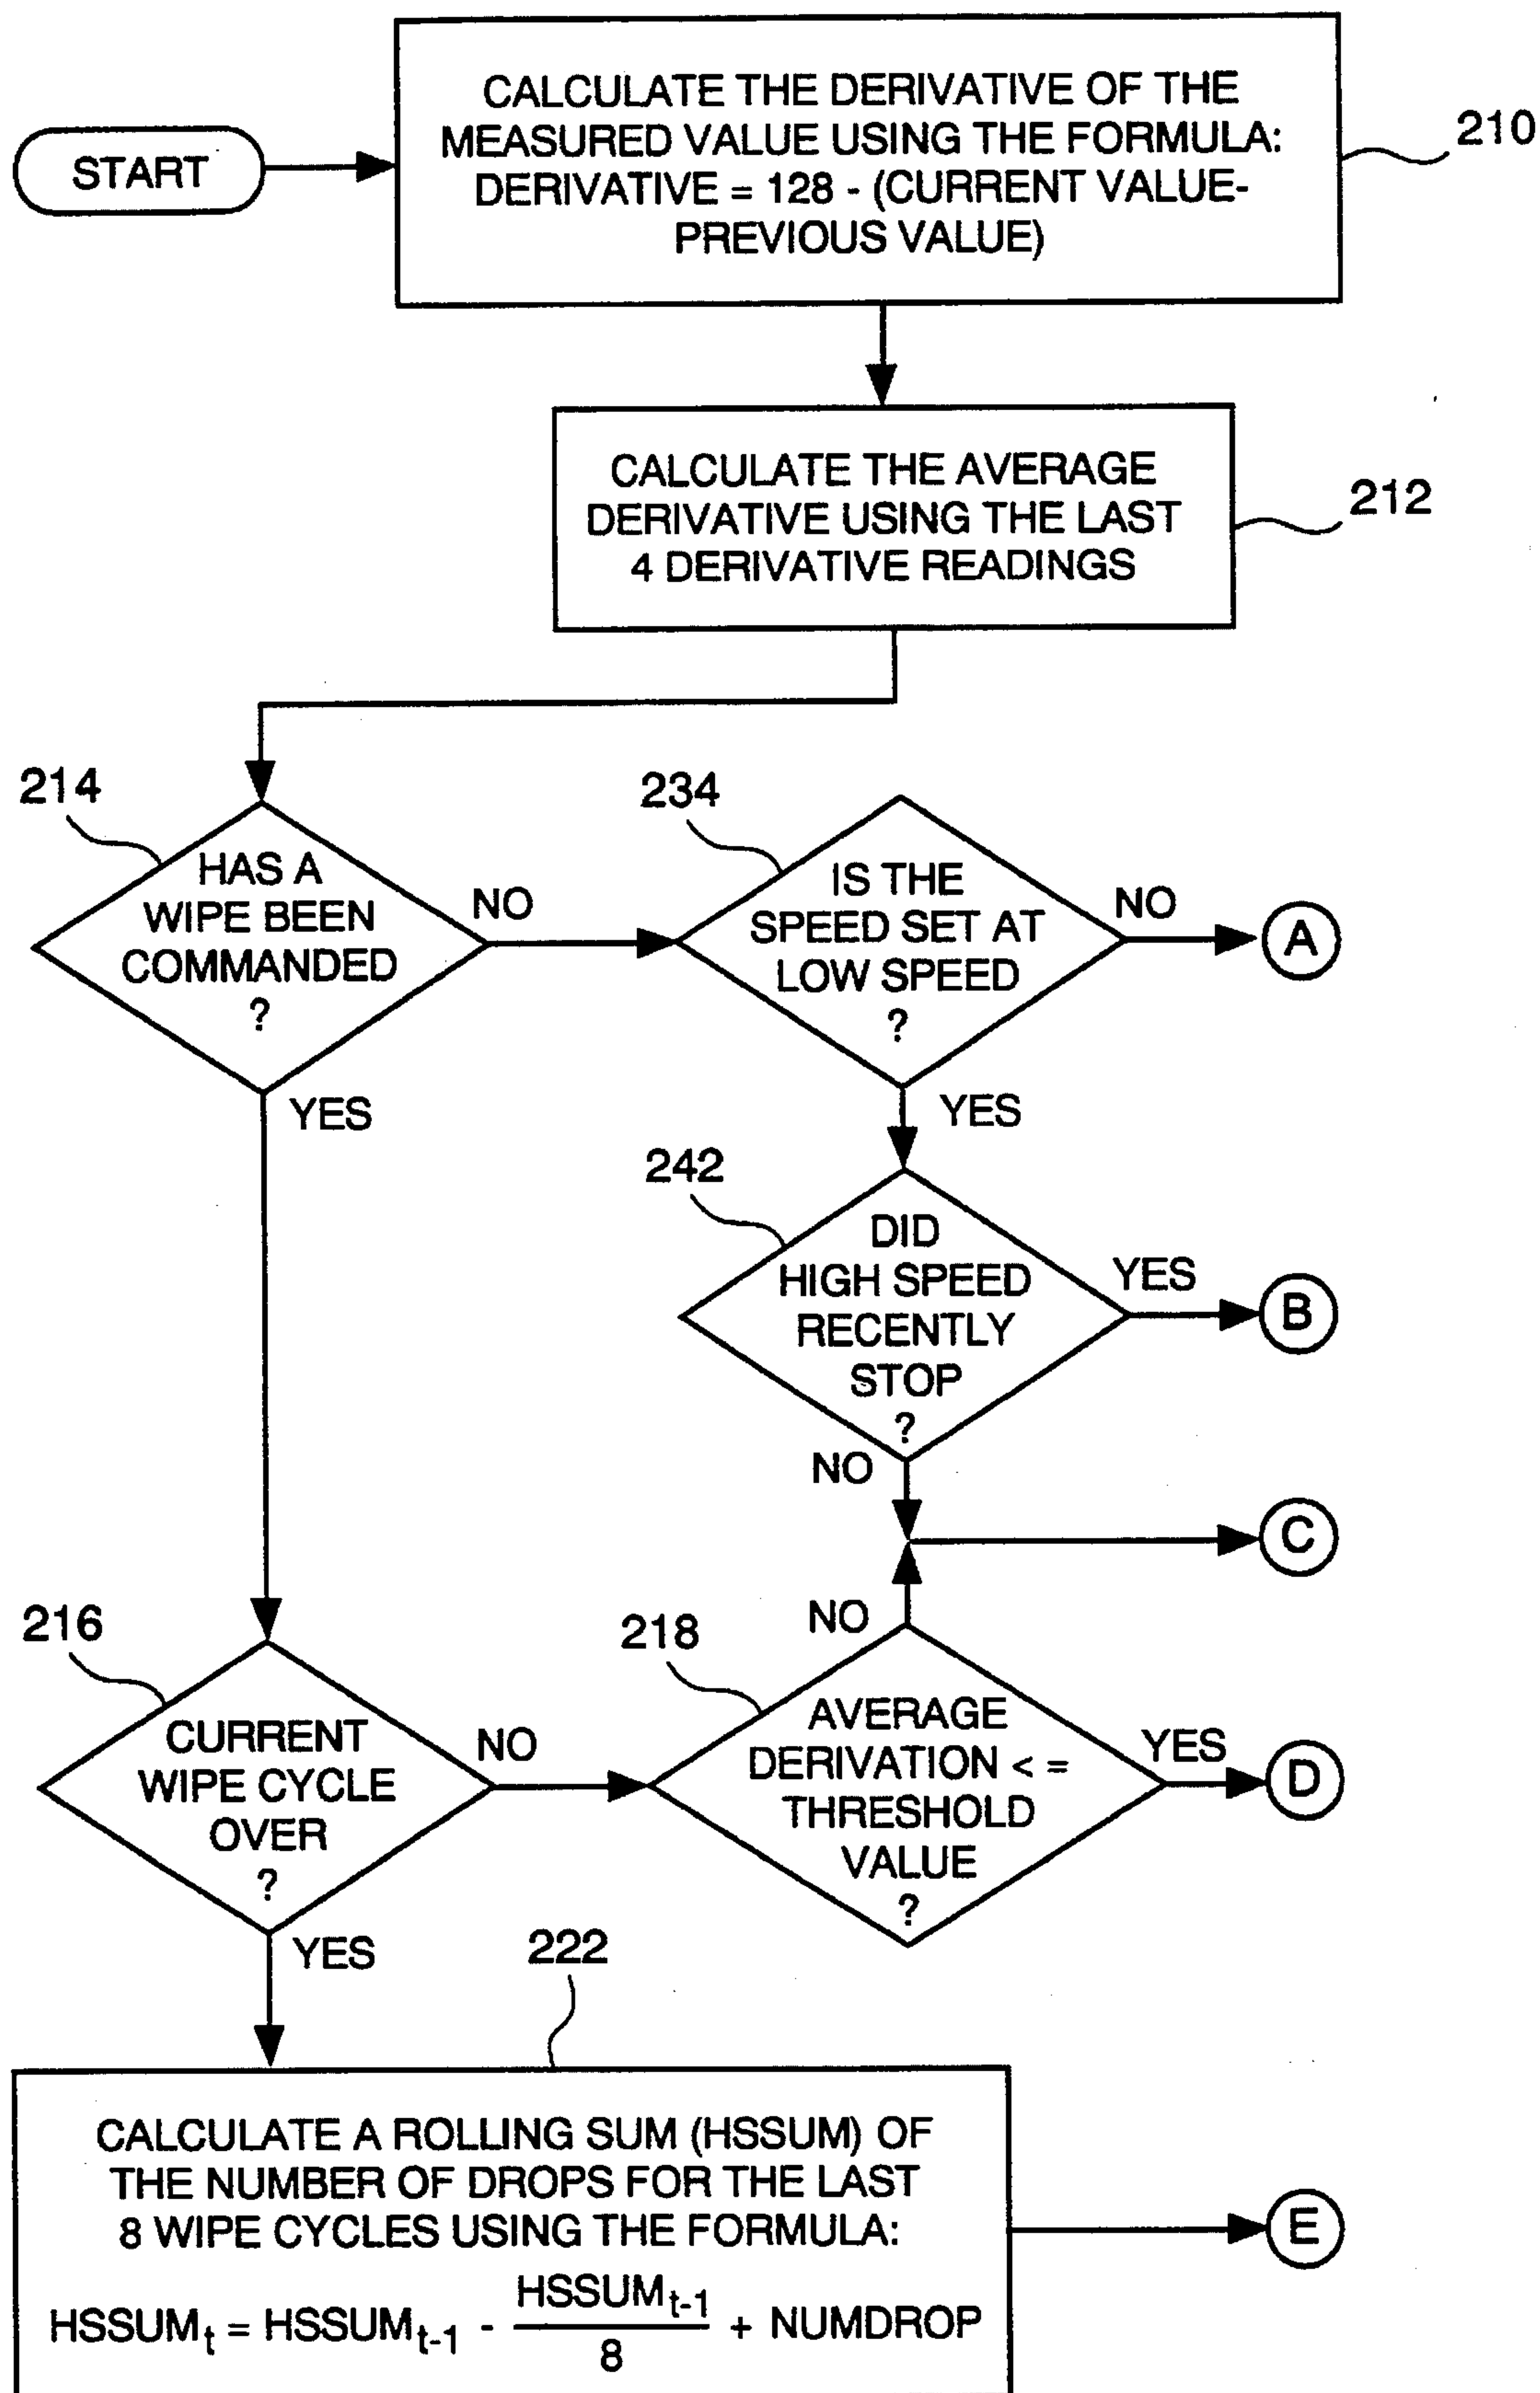 START
CALCULATE THE DERIVATIVE OF THE
MEASURED VALUE USING THE FORMULA:
DERIVATIVE = 128 - (CURRENT VALUE-
PREVIOUS VALUE)
210
CALCULATE THE AVERAGE
DERIVATIVE USING THE LAST
4 DERIVATIVE READINGS
212
214
HAS A
WIPE BEEN
COMMANDED
?
NO
YES
234
IS THE
SPEED SET AT
LOW SPEED
?
NO
A
YES
242
DID
HIGH SPEED
RECENTLY
STOP
?
YES
B
NO
C
216
CURRENT
WIPE CYCLE
OVER
?
NO
YES
218
NO
AVERAGE
DERIVATION < =
THRESHOLD
VALUE
?
YES
D
222
CALCULATE A ROLLING SUM (HSSUM) OF
THE NUMBER OF DROPS FOR THE LAST
8 WIPE CYCLES USING THE FORMULA:
HSSUMt = HSSUMt-1 - HSSUMt-1/8 + NUMDROP
E